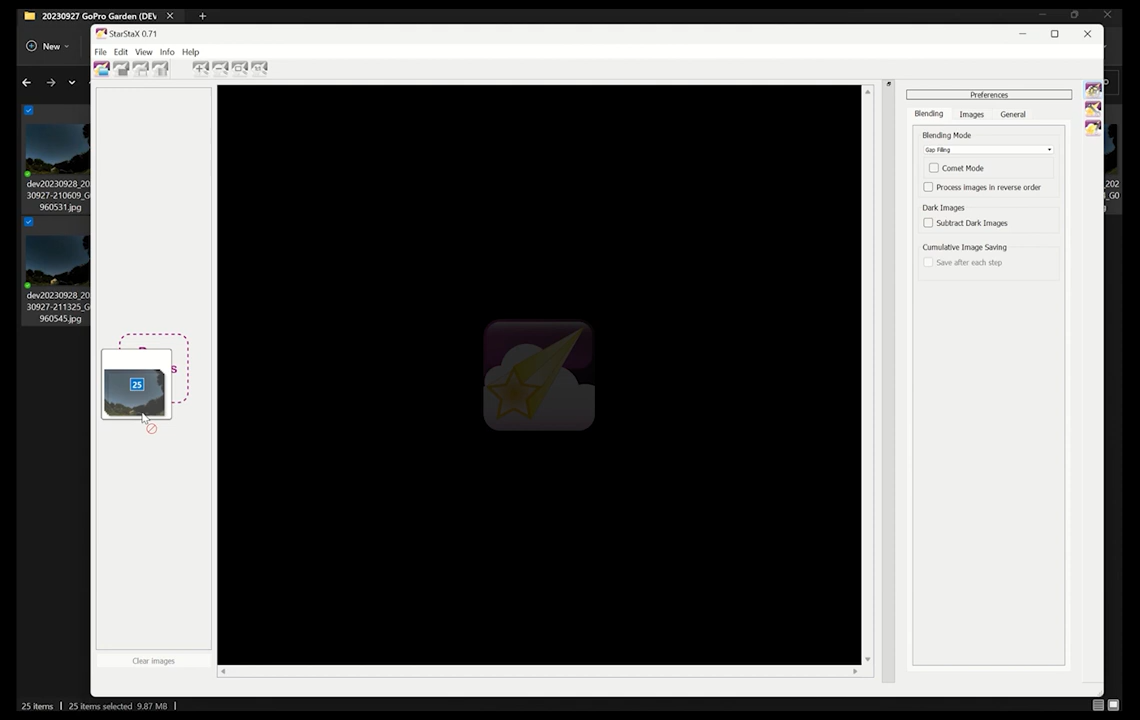 20230927 GoPro Garden (DEV
New
StarStaX 0.71
File Edit View Info Help
dev20230928_20
30927-210609_G
960531.jpg
dev20230928_20
30927-211325_G
960545.jpg
25
Clear images
Preferences
Blending Images General
Blending Mode
Gap Filling
Comet Mode
Process images in reverse order
Dark Images
Subtract Dark Images
Cumulative Image Saving
Save after each step
_202
_G0
25 items 25 items selected 9.87 MB